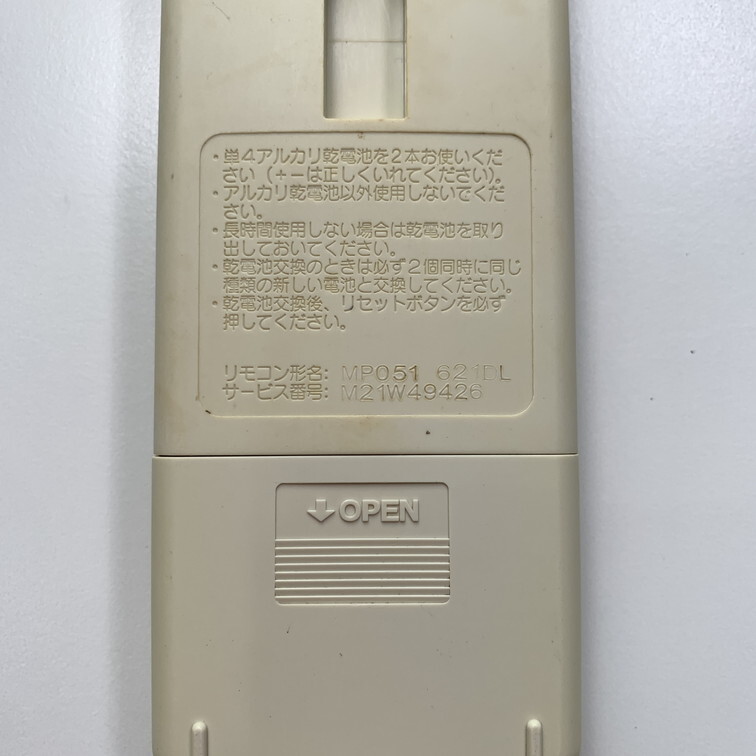 ・単4アルカリ乾電池を2本お使いくだ
さい（＋－は正しくいれてください）。
・アルカリ乾電池以外使用しないでくだ
さい。
・長時間使用しない場合は乾電池を取り
出しておいてください。
・乾電池交換のときは必ず2個同時に同じ
種類の新しい電池と交換してください。
・乾電池交換後、リセットボタンを必ず
押してください。
リモコン形名: MP051 621DL
サービス番号: M21W49426
↓OPEN